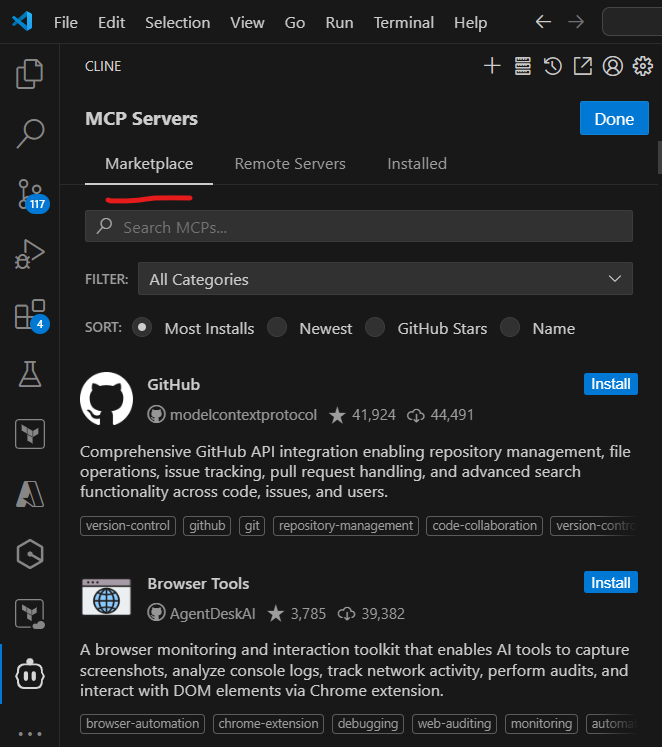 File Edit Selection View Go Run Terminal Help
CLINE
MCP Servers
Done
Marketplace Remote Servers Installed
117
Search MCPs...
FILTER: All Categories
4
SORT: Most Installs Newest GitHub Stars Name
GitHub
Install
modelcontextprotocol 41,924 44,491
Comprehensive GitHub API integration enabling repository management, file
operations, issue tracking, pull request handling, and advanced search
functionality across code, issues, and users.
version-control github git repository-management code-collaboration version-contro
Browser Tools
Install
AgentDeskAI 3,785 39,382
A browser monitoring and interaction toolkit that enables AI tools to capture
screenshots, analyze console logs, track network activity, perform audits, and
interact with DOM elements via Chrome extension.
browser-automation chrome-extension debugging web-auditing monitoring automa